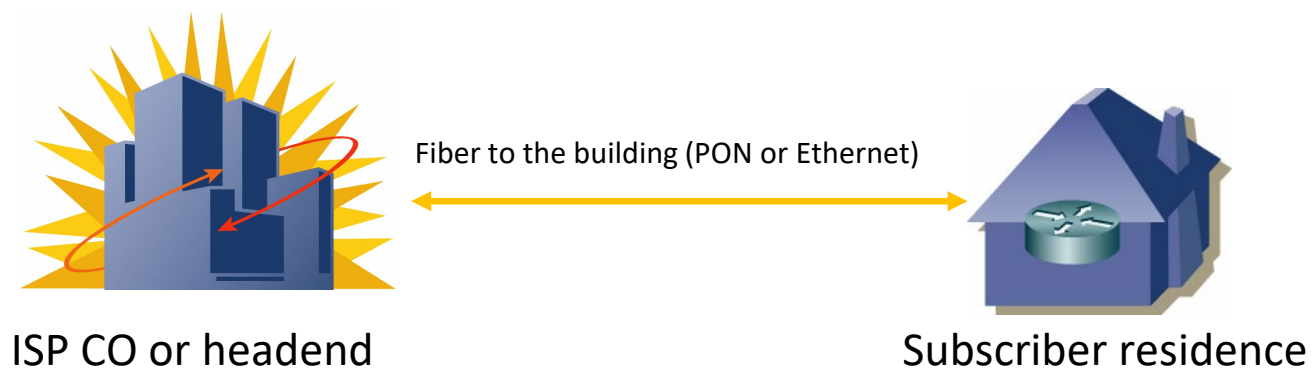 Fiber to the building (PON or Ethernet)
ISP CO or headend
Subscriber residence